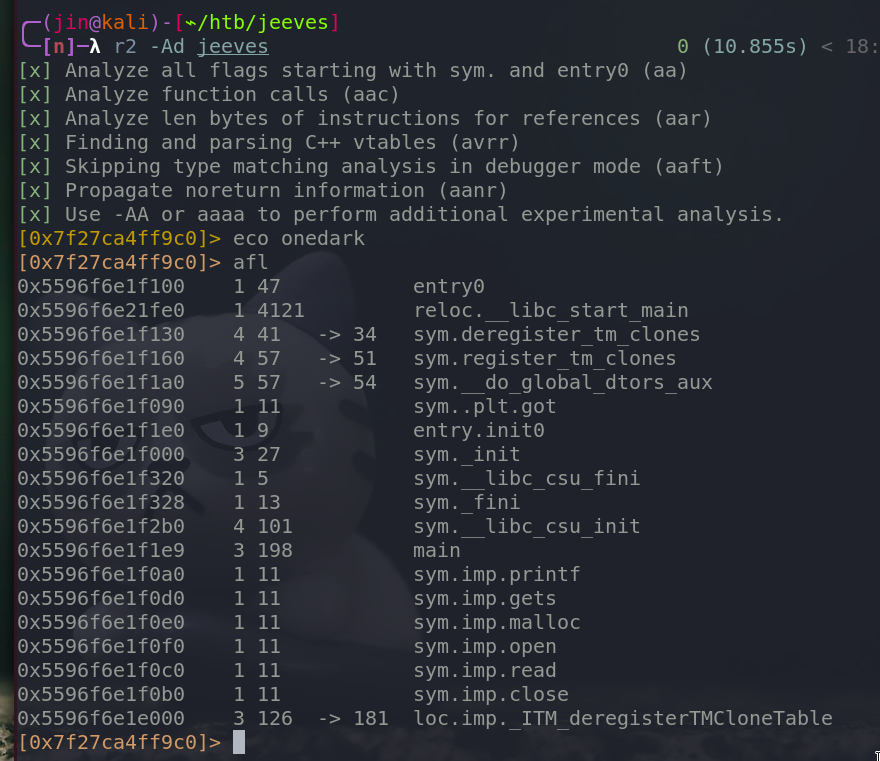 ┌─(jin@kali)-[~/htb/jeeves]
└─[n]─λ r2 -Ad jeeves 0 (10.855s) < 18:
[x] Analyze all flags starting with sym. and entry0 (aa)
[x] Analyze function calls (aac)
[x] Analyze len bytes of instructions for references (aar)
[x] Finding and parsing C++ vtables (avrr)
[x] Skipping type matching analysis in debugger mode (aaft)
[x] Propagate noreturn information (aanr)
[x] Use -AA or aaaa to perform additional experimental analysis.
[0x7f27ca4ff9c0]> eco onedark
[0x7f27ca4ff9c0]> afl
0x5596f6e1f100 1 47 entry0
0x5596f6e21fe0 1 4121 reloc.__libc_start_main
0x5596f6e1f130 4 41 -> 34 sym.deregister_tm_clones
0x5596f6e1f160 4 57 -> 51 sym.register_tm_clones
0x5596f6e1f1a0 5 57 -> 54 sym.__do_global_dtors_aux
0x5596f6e1f090 1 11 sym..plt.got
0x5596f6e1f1e0 1 9 entry.init0
0x5596f6e1f000 3 27 sym._init
0x5596f6e1f320 1 5 sym.__libc_csu_fini
0x5596f6e1f328 1 13 sym._fini
0x5596f6e1f2b0 4 101 sym.__libc_csu_init
0x5596f6e1f1e9 3 198 main
0x5596f6e1f0a0 1 11 sym.imp.printf
0x5596f6e1f0d0 1 11 sym.imp.gets
0x5596f6e1f0e0 1 11 sym.imp.malloc
0x5596f6e1f0f0 1 11 sym.imp.open
0x5596f6e1f0c0 1 11 sym.imp.read
0x5596f6e1f0b0 1 11 sym.imp.close
0x5596f6e1e000 3 126 -> 181 loc.imp._ITM_deregisterTMCloneTable
[0x7f27ca4ff9c0]>